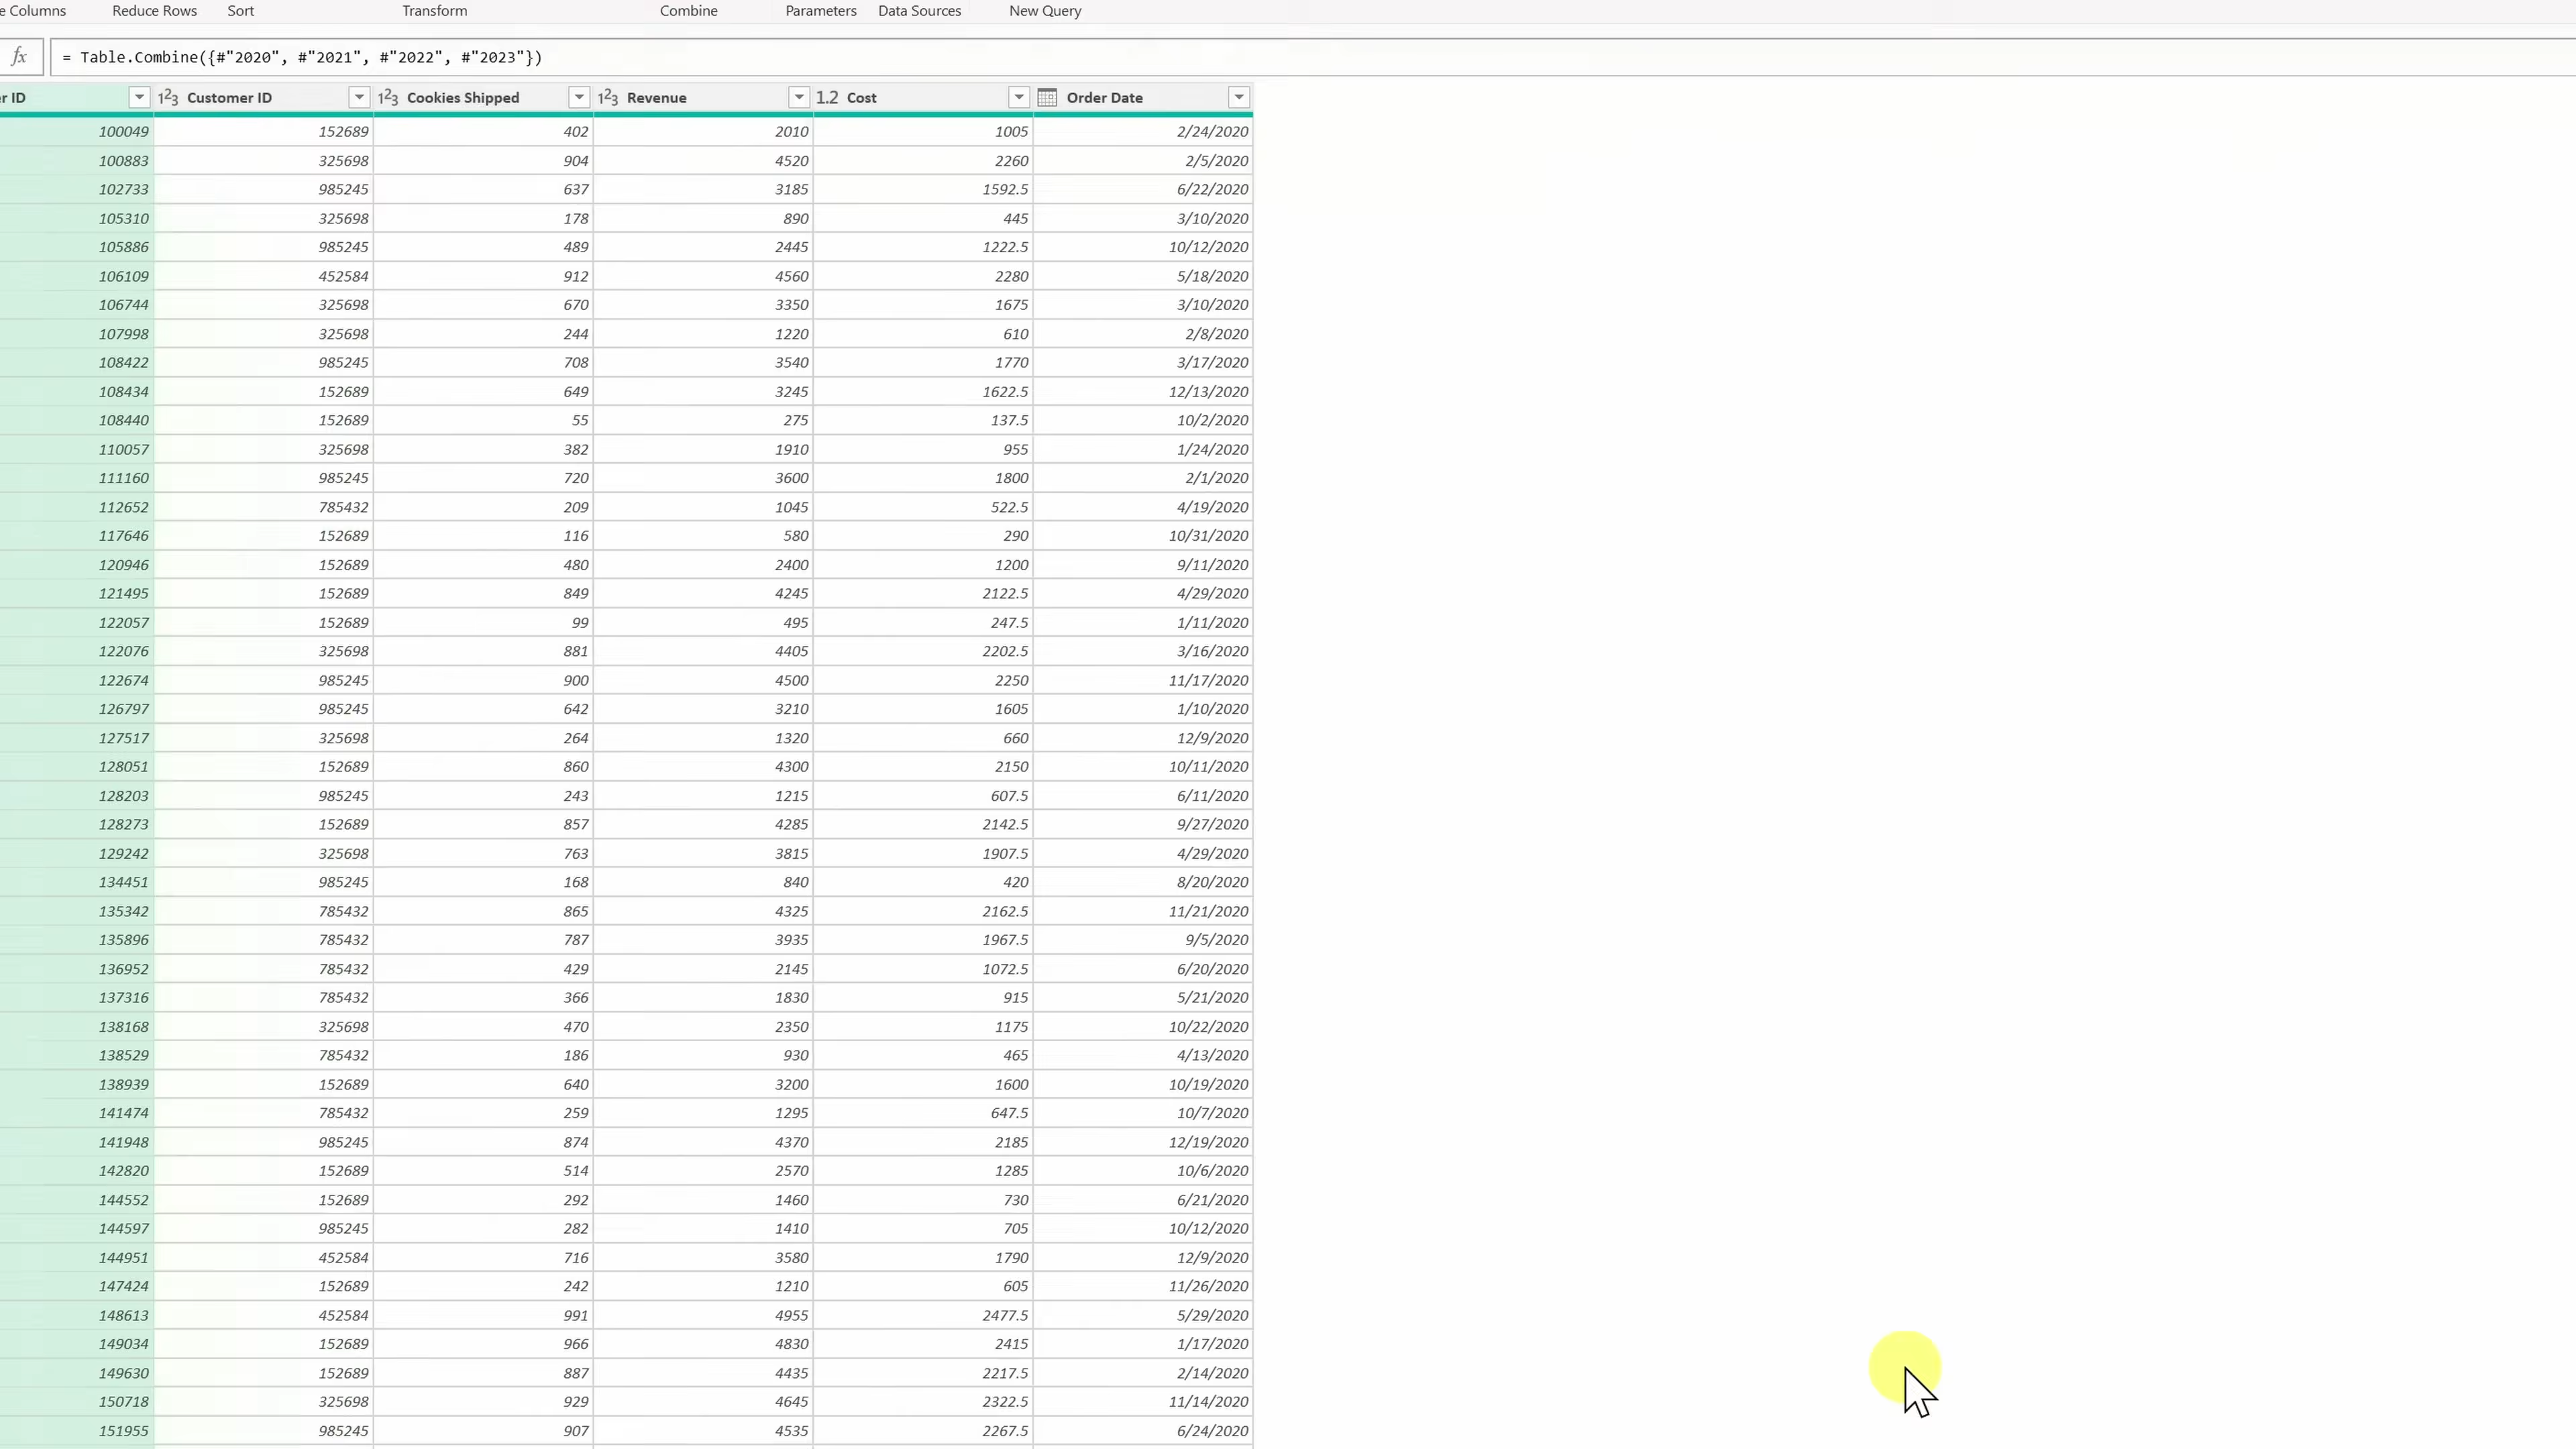 e Columns Reduce Rows Sort Transform Combine Parameters Data Sources New Query
fx = Table.Combine({#"2020", #"2021", #"2022", #"2023"})
r ID 123 Customer ID 123 Cookies Shipped 123 Revenue 1.2 Cost Order Date
100049 152689 402 2010 1005 2/24/2020
100883 325698 904 4520 2260 2/5/2020
102733 985245 637 3185 1592.5 6/22/2020
105310 325698 178 890 445 3/10/2020
105886 985245 489 2445 1222.5 10/12/2020
106109 452584 912 4560 2280 5/18/2020
106744 325698 670 3350 1675 3/10/2020
107998 325698 244 1220 610 2/8/2020
108422 985245 708 3540 1770 3/17/2020
108434 152689 649 3245 1622.5 12/13/2020
108440 152689 55 275 137.5 10/2/2020
110057 325698 382 1910 955 1/24/2020
111160 985245 720 3600 1800 2/1/2020
112652 785432 209 1045 522.5 4/19/2020
117646 152689 116 580 290 10/31/2020
120946 152689 480 2400 1200 9/11/2020
121495 152689 849 4245 2122.5 4/29/2020
122057 152689 99 495 247.5 1/11/2020
122076 325698 881 4405 2202.5 3/16/2020
122674 985245 900 4500 2250 11/17/2020
126797 985245 642 3210 1605 1/10/2020
127517 325698 264 1320 660 12/9/2020
128051 152689 860 4300 2150 10/11/2020
128203 985245 243 1215 607.5 6/11/2020
128273 152689 857 4285 2142.5 9/27/2020
129242 325698 763 3815 1907.5 4/29/2020
134451 985245 168 840 420 8/20/2020
135342 785432 865 4325 2162.5 11/21/2020
135896 785432 787 3935 1967.5 9/5/2020
136952 785432 429 2145 1072.5 6/20/2020
137316 785432 366 1830 915 5/21/2020
138168 325698 470 2350 1175 10/22/2020
138529 785432 186 930 465 4/13/2020
138939 152689 640 3200 1600 10/19/2020
141474 785432 259 1295 647.5 10/7/2020
141948 985245 874 4370 2185 12/19/2020
142820 152689 514 2570 1285 10/6/2020
144552 152689 292 1460 730 6/21/2020
144597 985245 282 1410 705 10/12/2020
144951 452584 716 3580 1790 12/9/2020
147424 152689 242 1210 605 11/26/2020
148613 452584 991 4955 2477.5 5/29/2020
149034 152689 966 4830 2415 1/17/2020
149630 152689 887 4435 2217.5 2/14/2020
150718 325698 929 4645 2322.5 11/14/2020
151955 985245 907 4535 2267.5 6/24/2020